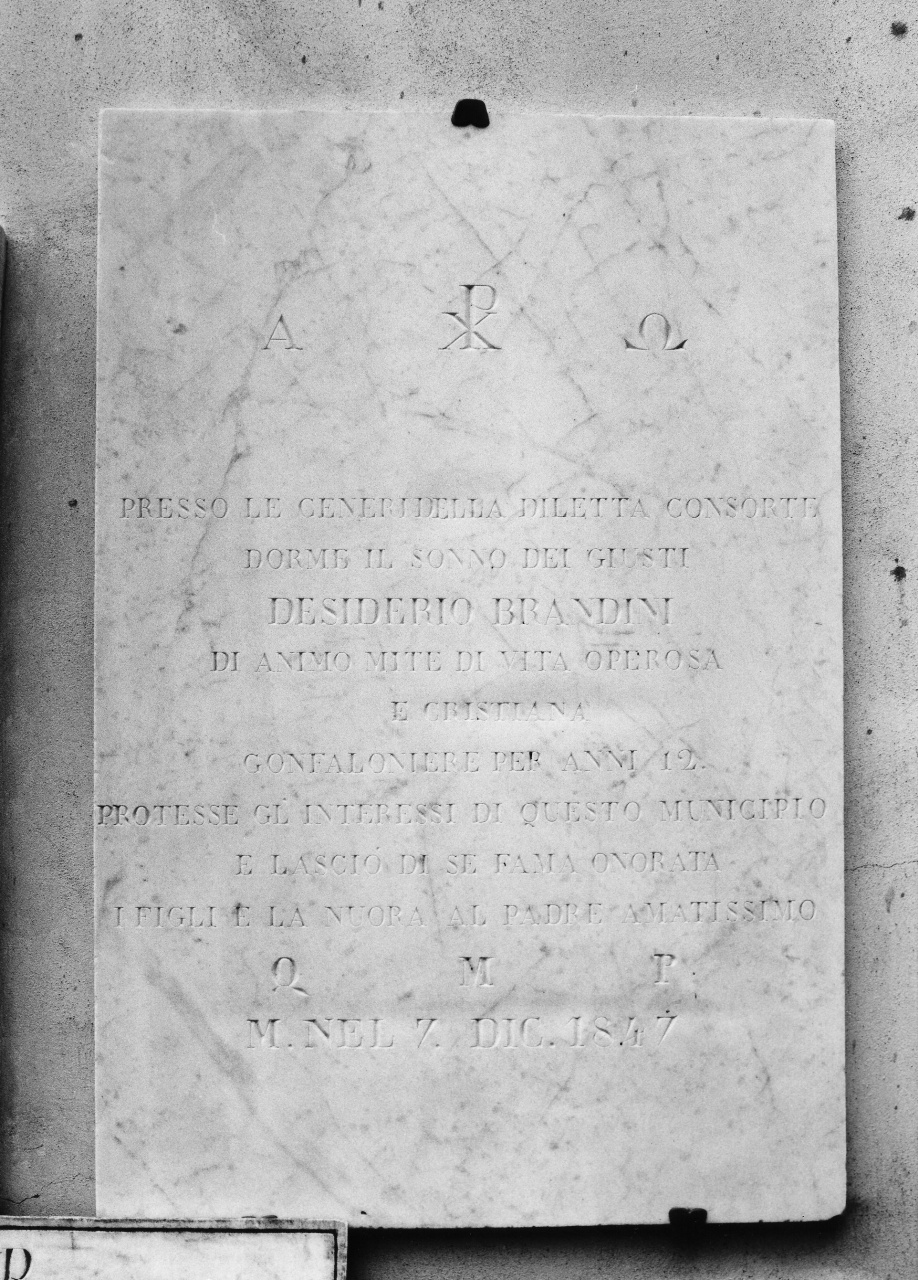 Α ☧ Ω
PRESSO LE CENERI DELLA DILETTA CONSORTE
DORME IL SONNO DEI GIUSTI
DESIDERIO BRANDINI
DI ANIMO MITE DI VITA OPEROSA
E CRISTIANA
GONFALONIERE PER ANNI 12.
PROTESSE GL' INTERESSI DI QUESTO MUNICIPIO
E LASCIÓ DI SE FAMA ONORATA
I FIGLI E LA NUORA AL PADRE AMATISSIMO
Q M P.
M. NEL 7. DIC. 1847
P